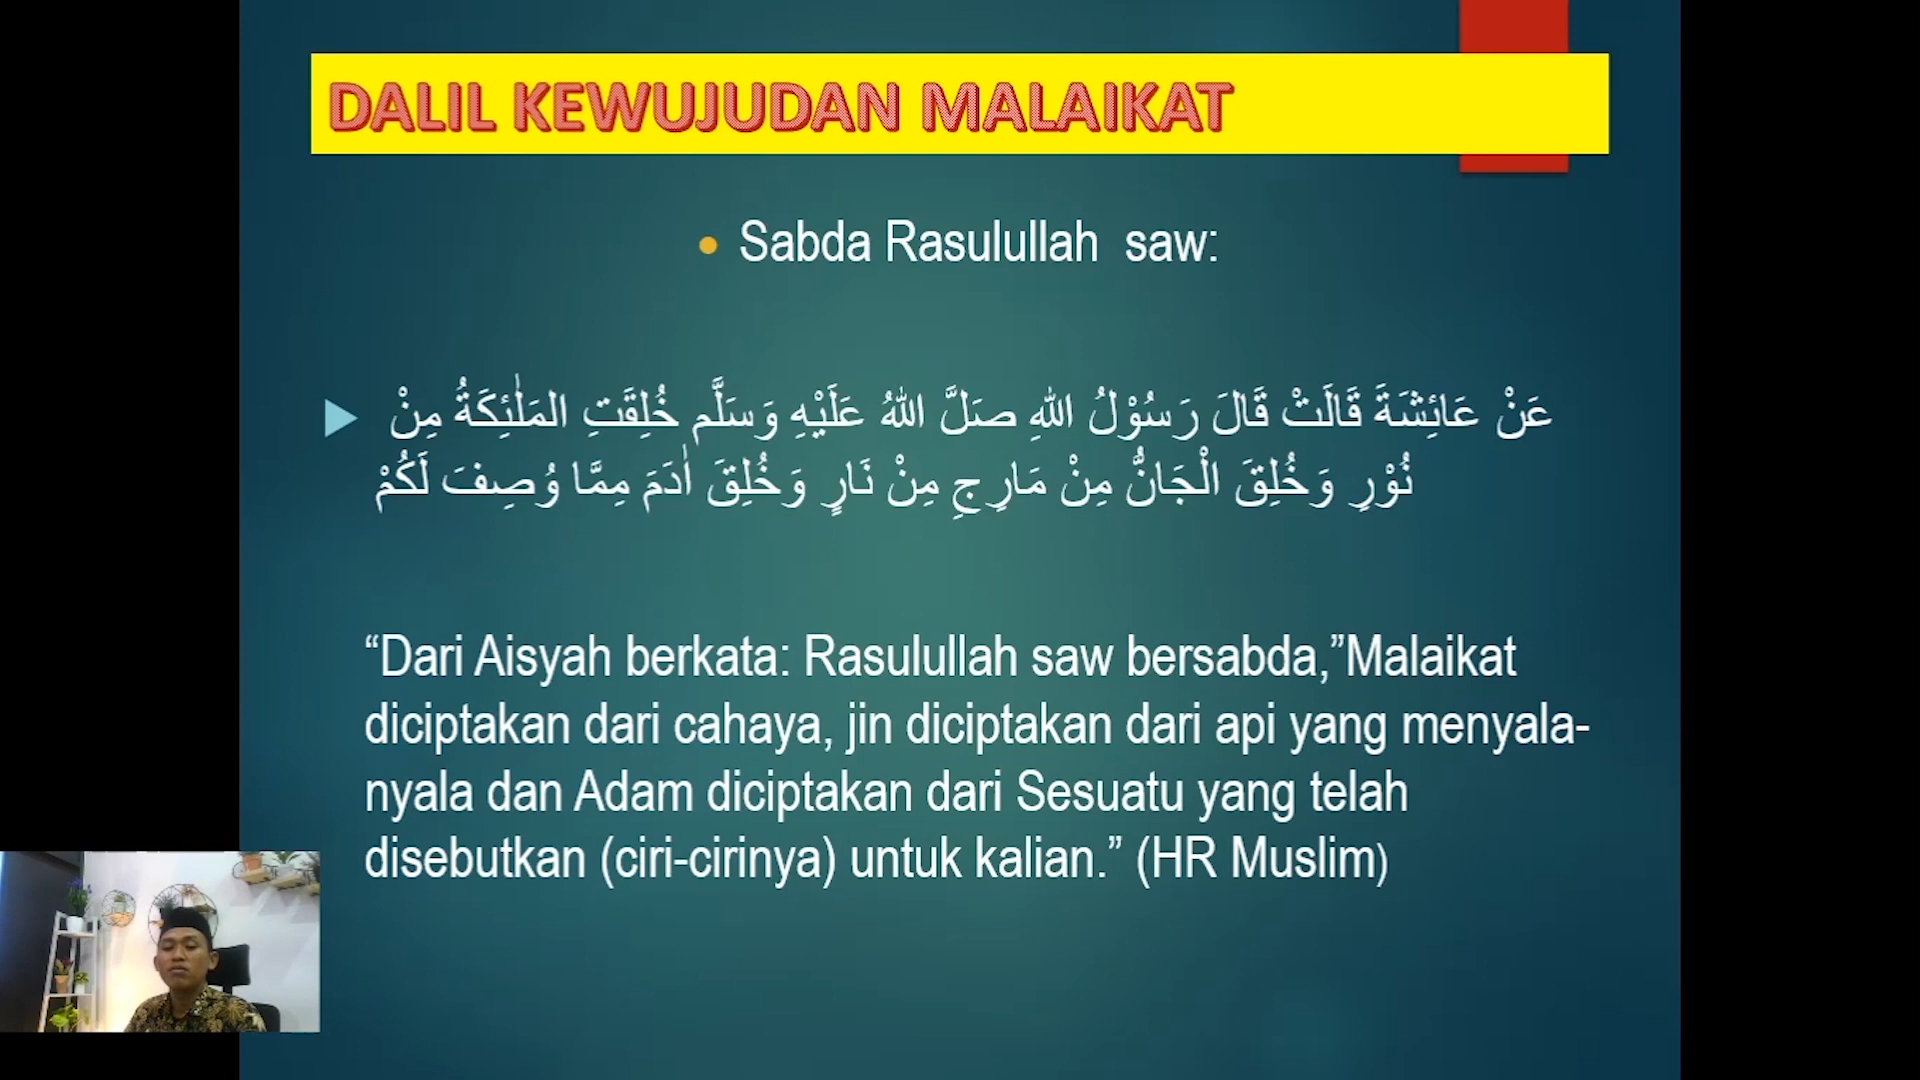 DALIL KEWUJUDAN MALAIKAT
• Sabda Rasulullah saw:
عَنْ عَائِشَةَ قَالَتْ قَالَ رَسُوْلُ اللهِ صَلَّ اللهُ عَلَيْهِ وَسَلَّم خُلِقَتِ المَلٰئِكَةُ مِنْ
نُوْرِ وَخُلِقَ الْجَانُّ مِنْ مَارِجِ مِنْ نَارٍ وَخُلِقَ اٰدَمَ مِمَّا وُصِفَ لَكُمْ
“Dari Aisyah berkata: Rasulullah saw bersabda,”Malaikat
diciptakan dari cahaya, jin diciptakan dari api yang menyala-
nyala dan Adam diciptakan dari Sesuatu yang telah
disebutkan (ciri-cirinya) untuk kalian.” (HR Muslim)